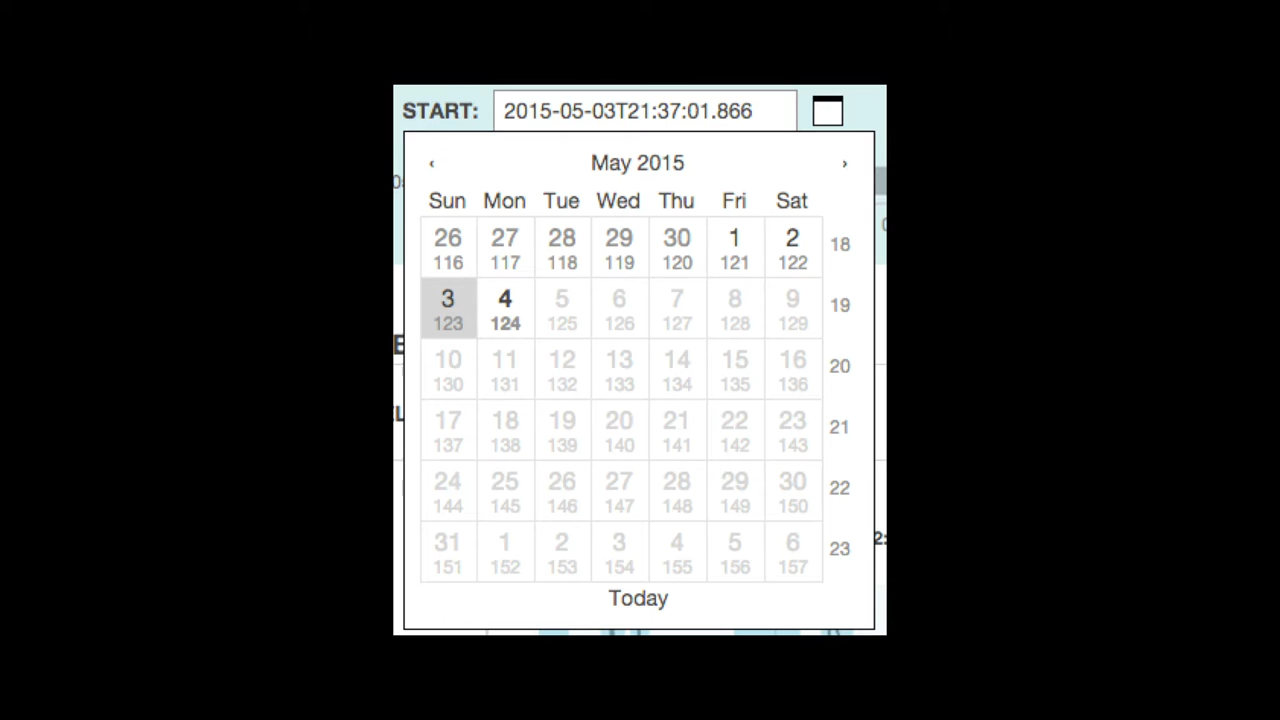 START: 2015-05-03T21:37:01.866
‹ May 2015 ›
Sun Mon Tue Wed Thu Fri Sat
26 27 28 29 30 1 2
116 117 118 119 120 121 122 18
3 4 5 6 7 8 9
123 124 125 126 127 128 129 19
10 11 12 13 14 15 16
130 131 132 133 134 135 136 20
17 18 19 20 21 22 23
137 138 139 140 141 142 143 21
24 25 26 27 28 29 30
144 145 146 147 148 149 150 22
31 1 2 3 4 5 6
151 152 153 154 155 156 157 23
Today